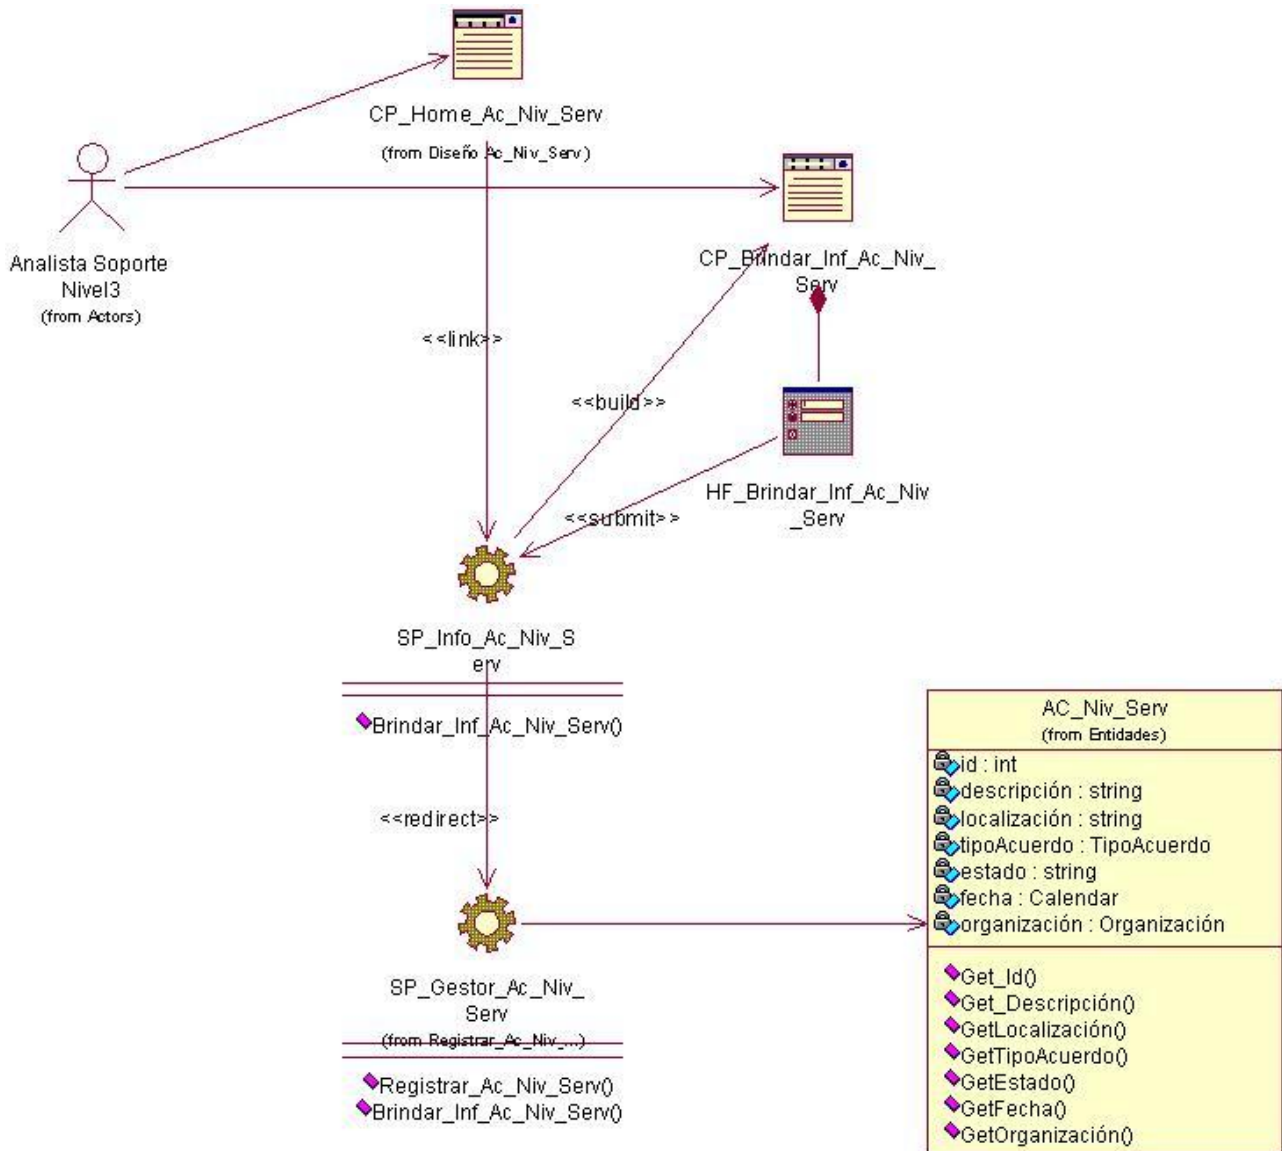 CP_Home_Ac_Niv_Serv
(from Diseño Ac_Niv_Serv)
Analista Soporte
Nivel3
(from Actors)
CP_Brindar_Inf_Ac_Niv_
Serv
<<link>>
<<build>>
HF_Brindar_Inf_Ac_Niv
_Serv
<<submit>>
SP_Info_Ac_Niv_S
erv
Brindar_Inf_Ac_Niv_Serv()
<<redirect>>
SP_Gestor_Ac_Niv_
Serv
(from Registrar_Ac_Niv_...)
Registrar_Ac_Niv_Serv()
Brindar_Inf_Ac_Niv_Serv()
AC_Niv_Serv
(from Entidades)
id : int
descripción : string
localización : string
tipoAcuerdo : TipoAcuerdo
estado : string
fecha : Calendar
organización : Organización
Get_Id()
Get_Descripción()
GetLocalización()
GetTipoAcuerdo()
GetEstado()
GetFecha()
GetOrganización()